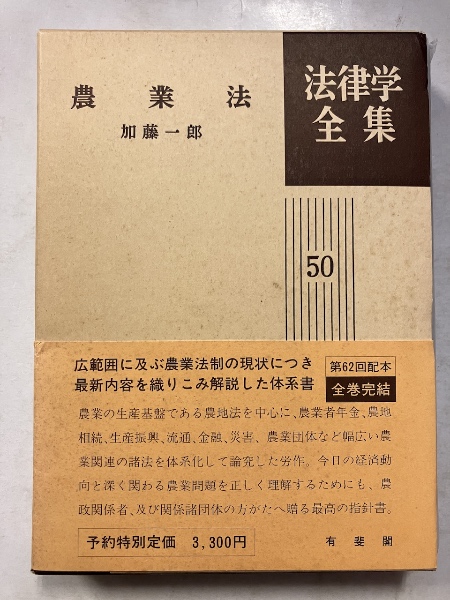 農業法
加藤一郎
法律学
全集
50
広範囲に及ぶ農業法制の現状につき
最新内容を織りこみ解説した体系書
第62回配本
全巻完結
農業の生産基盤である農地法を中心に、農業者年金、農地
相続、生産振興、流通、金融、災害、農業団体など幅広い農
業関連の諸法を体系化して論究した労作。今日の経済動
向と深く関わる農業問題を正しく理解するためにも、農
政関係者、及び関係諸団体の方がたへ贈る最高の指針書。
予約特別定価 3,300円
有斐閣